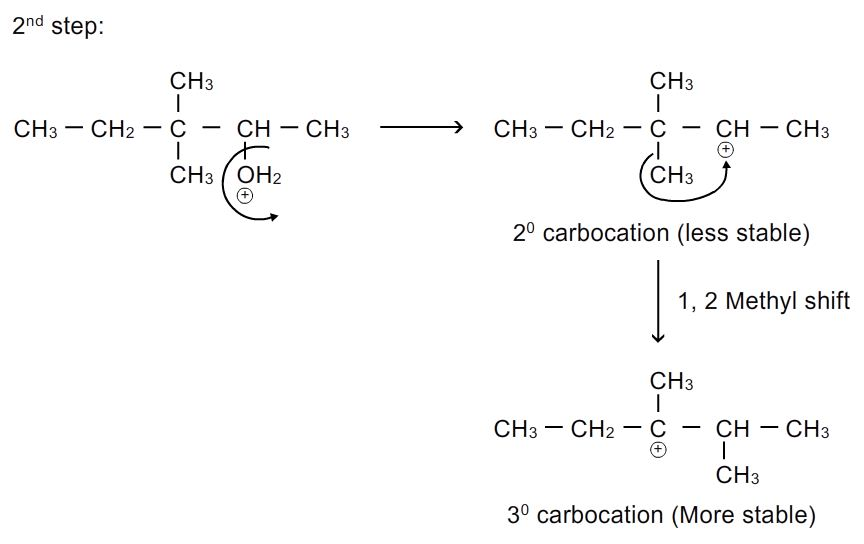 2nd step:
CH3 CH3
CH3 — CH2 — C — CH — CH3 ⟶ CH3 — CH2 — C — CH — CH3
⊕
CH3 OH2 CH3
⊕
2⁰ carbocation (less stable)
1, 2 Methyl shift
CH3
CH3 — CH2 — C — CH — CH3
⊕
CH3
3⁰ carbocation (More stable)